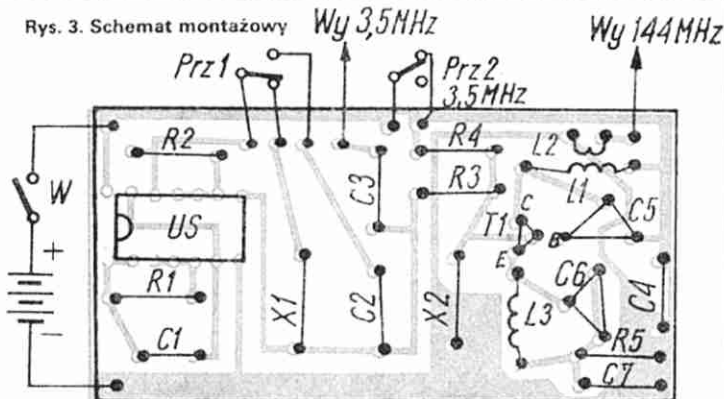 Rys. 3. Schemat montażowy
Wy 3,5MHz
Wy 144MHz
Prz1
Prz2
3,5MHz
W
+
−
R2
US
R1
C1
X1
C2
C3
R4
R3
X2
T1
C
B
E
L2
L1
C5
C6
L3
C4
R5
C7